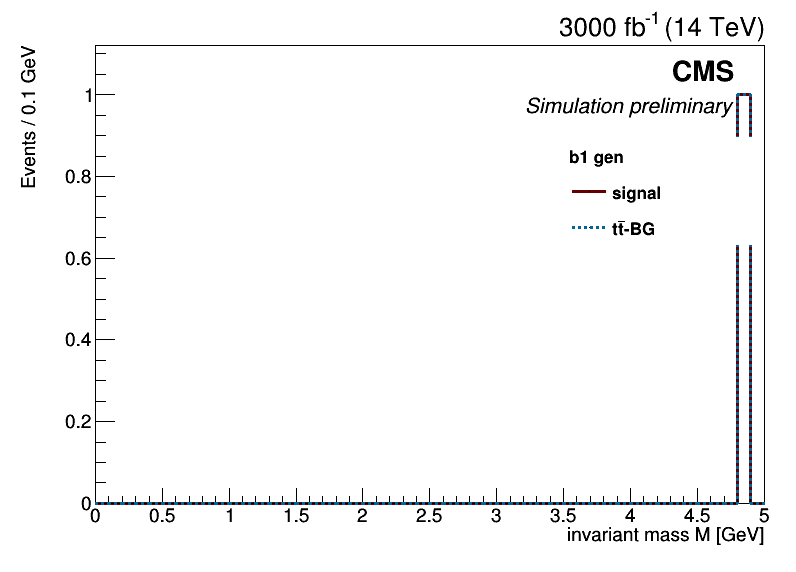 3000 fb⁻¹ (14 TeV)
CMS
Simulation preliminary
Events / 0.1 GeV
b1 gen
signal
tt̄-BG
1
0.8
0.6
0.4
0.2
0
0 0.5 1 1.5 2 2.5 3 3.5 4 4.5 5
invariant mass M [GeV]